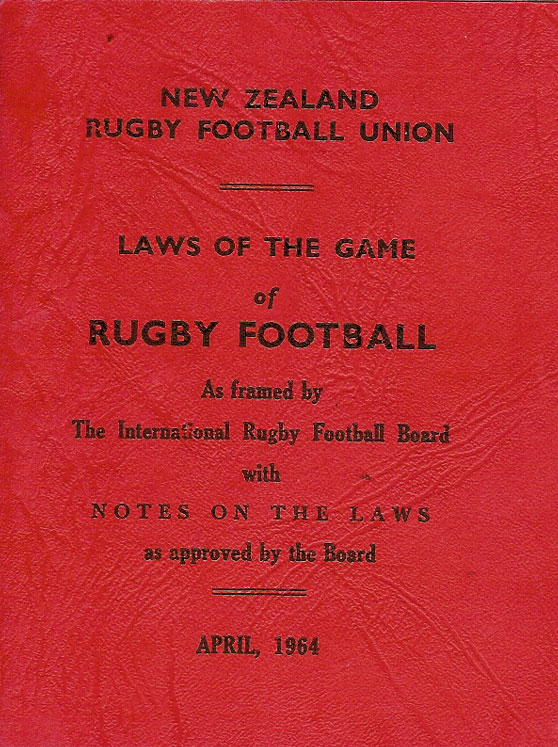 NEW ZEALAND
RUGBY FOOTBALL UNION
LAWS OF THE GAME
of
RUGBY FOOTBALL
As framed by
The International Rugby Football Board
with
NOTES ON THE LAWS
as approved by the Board
APRIL, 1964